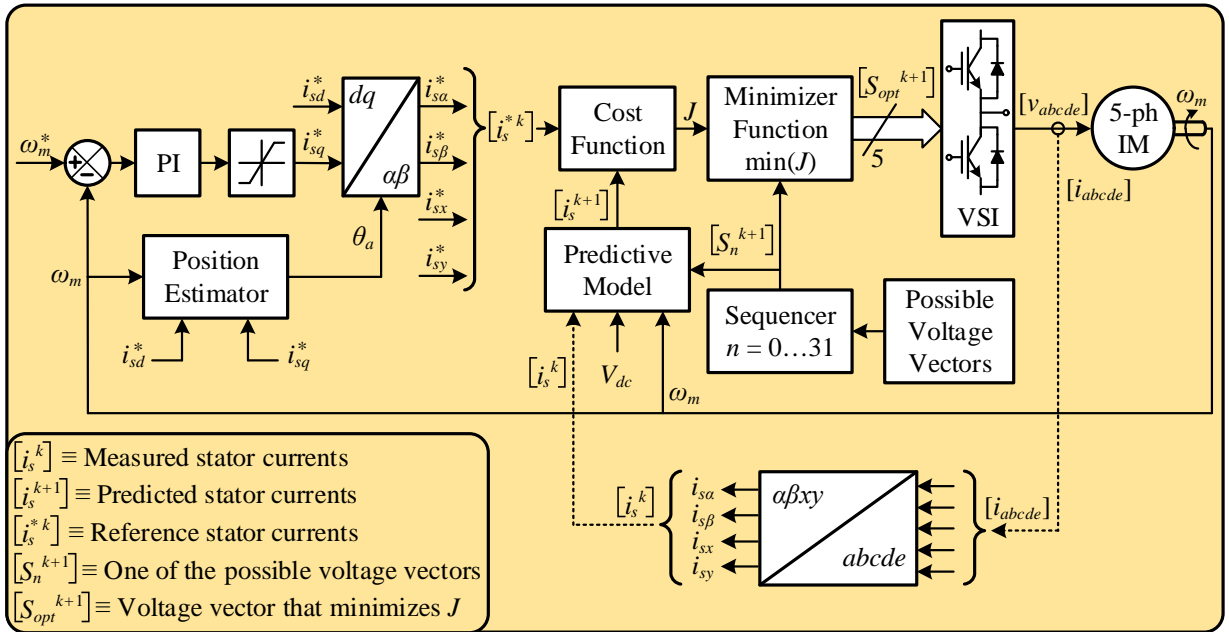 ω*m
PI
i*sd
i*sq
dq
αβ
i*sα
i*sβ
i*sx
i*sy
[is*k]
Cost
Function
J
Minimizer
Function
min(J)
[Sopt k+1]
5
VSI
[vabcde]
5-ph
IM
ωm
[iabcde]
θa
ωm
Position
Estimator
i*sd
i*sq
[is k+1]
Predictive
Model
[Sn k+1]
Sequencer
n = 0…31
Possible
Voltage
Vectors
[is k]
Vdc
ωm
[is k] ≡ Measured stator currents
[is k+1] ≡ Predicted stator currents
[is*k] ≡ Reference stator currents
[Sn k+1] ≡ One of the possible voltage vectors
[Sopt k+1] ≡ Voltage vector that minimizes J
[is k]
isα
isβ
isx
isy
αβxy
abcde
[iabcde]